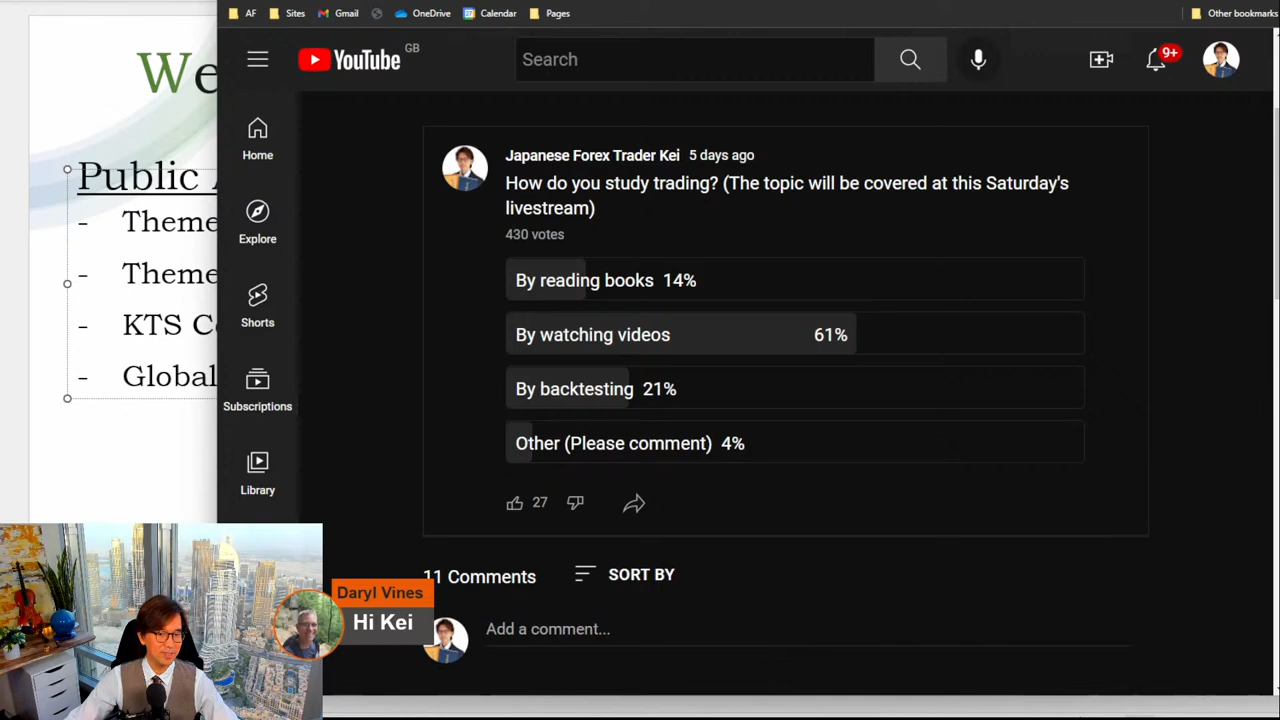 AF
Sites
Gmail
OneDrive
Calendar
Pages
Other bookmarks
YouTube GB
Search
9+
We
Public
- Theme
- Theme
- KTS
- Global
Home
Explore
Shorts
Subscriptions
Library
Japanese Forex Trader Kei 5 days ago
How do you study trading? (The topic will be covered at this Saturday's
livestream)
430 votes
By reading books 14%
By watching videos 61%
By backtesting 21%
Other (Please comment) 4%
27
11 Comments
SORT BY
Add a comment...
Daryl Vines
Hi Kei